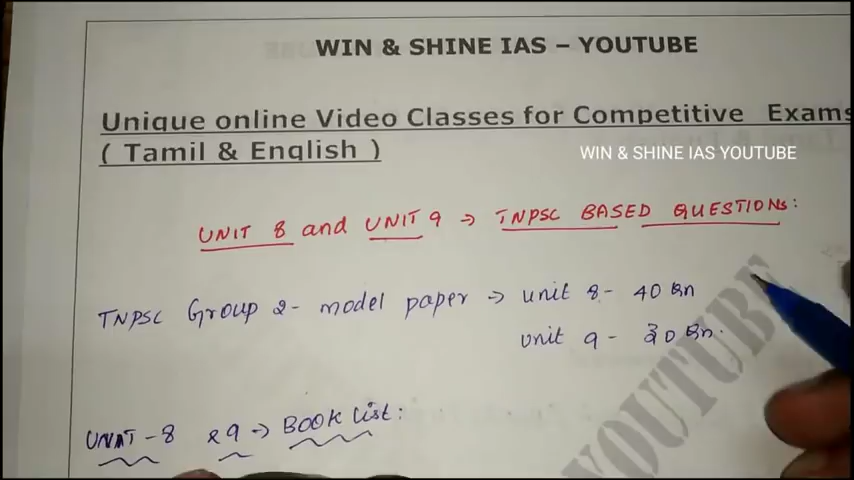 WIN & SHINE IAS – YOUTUBE
Unique online Video Classes for Competitive Exams
( Tamil & English )
WIN & SHINE IAS YOUTUBE
UNIT 8 and UNIT 9 → TNPSC BASED QUESTIONS:
TNPSC Group 2- model paper → unit 8- 40 Qn
unit 9 - 20 Qn.
UNIT -8 & 9 → BOOK List:
YOUTUBE